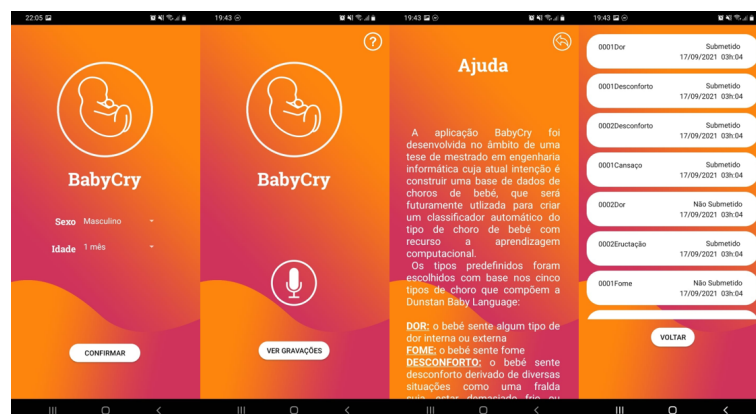 22:05
BabyCry
Sexo Masculino
Idade 1 mês
CONFIRMAR
19:43
?
BabyCry
VER GRAVAÇÕES
19:43
Ajuda
A aplicação BabyCry foi
desenvolvida no âmbito de uma
tese de mestrado em engenharia
informática cuja atual intenção é
construir uma base de dados de
choros de bebé, que será
futuramente utlizada para criar
um classificador automático do
tipo de choro de bebé com
recurso a aprendizagem
computacional.
Os tipos predefinidos foram
escolhidos com base nos cinco
tipos de choro que compõem a
Dunstan Baby Language:
DOR: o bebé sente algum tipo de
dor interna ou externa
FOME: o bebé sente fome
DESCONFORTO: o bebé sente
desconforto derivado de diversas
situações como uma fralda
suja, estar demasiado frio ou
19:43
0001Dor Submetido
17/09/2021 03h:04
0001Desconforto Submetido
17/09/2021 03h:04
0002Desconforto Submetido
17/09/2021 03h:04
0001Cansaço Submetido
17/09/2021 03h:04
0002Dor Não Submetido
17/09/2021 03h:04
0002Eructação Submetido
17/09/2021 03h:04
0001Fome Não Submetido
17/09/2021 03h:04
VOLTAR